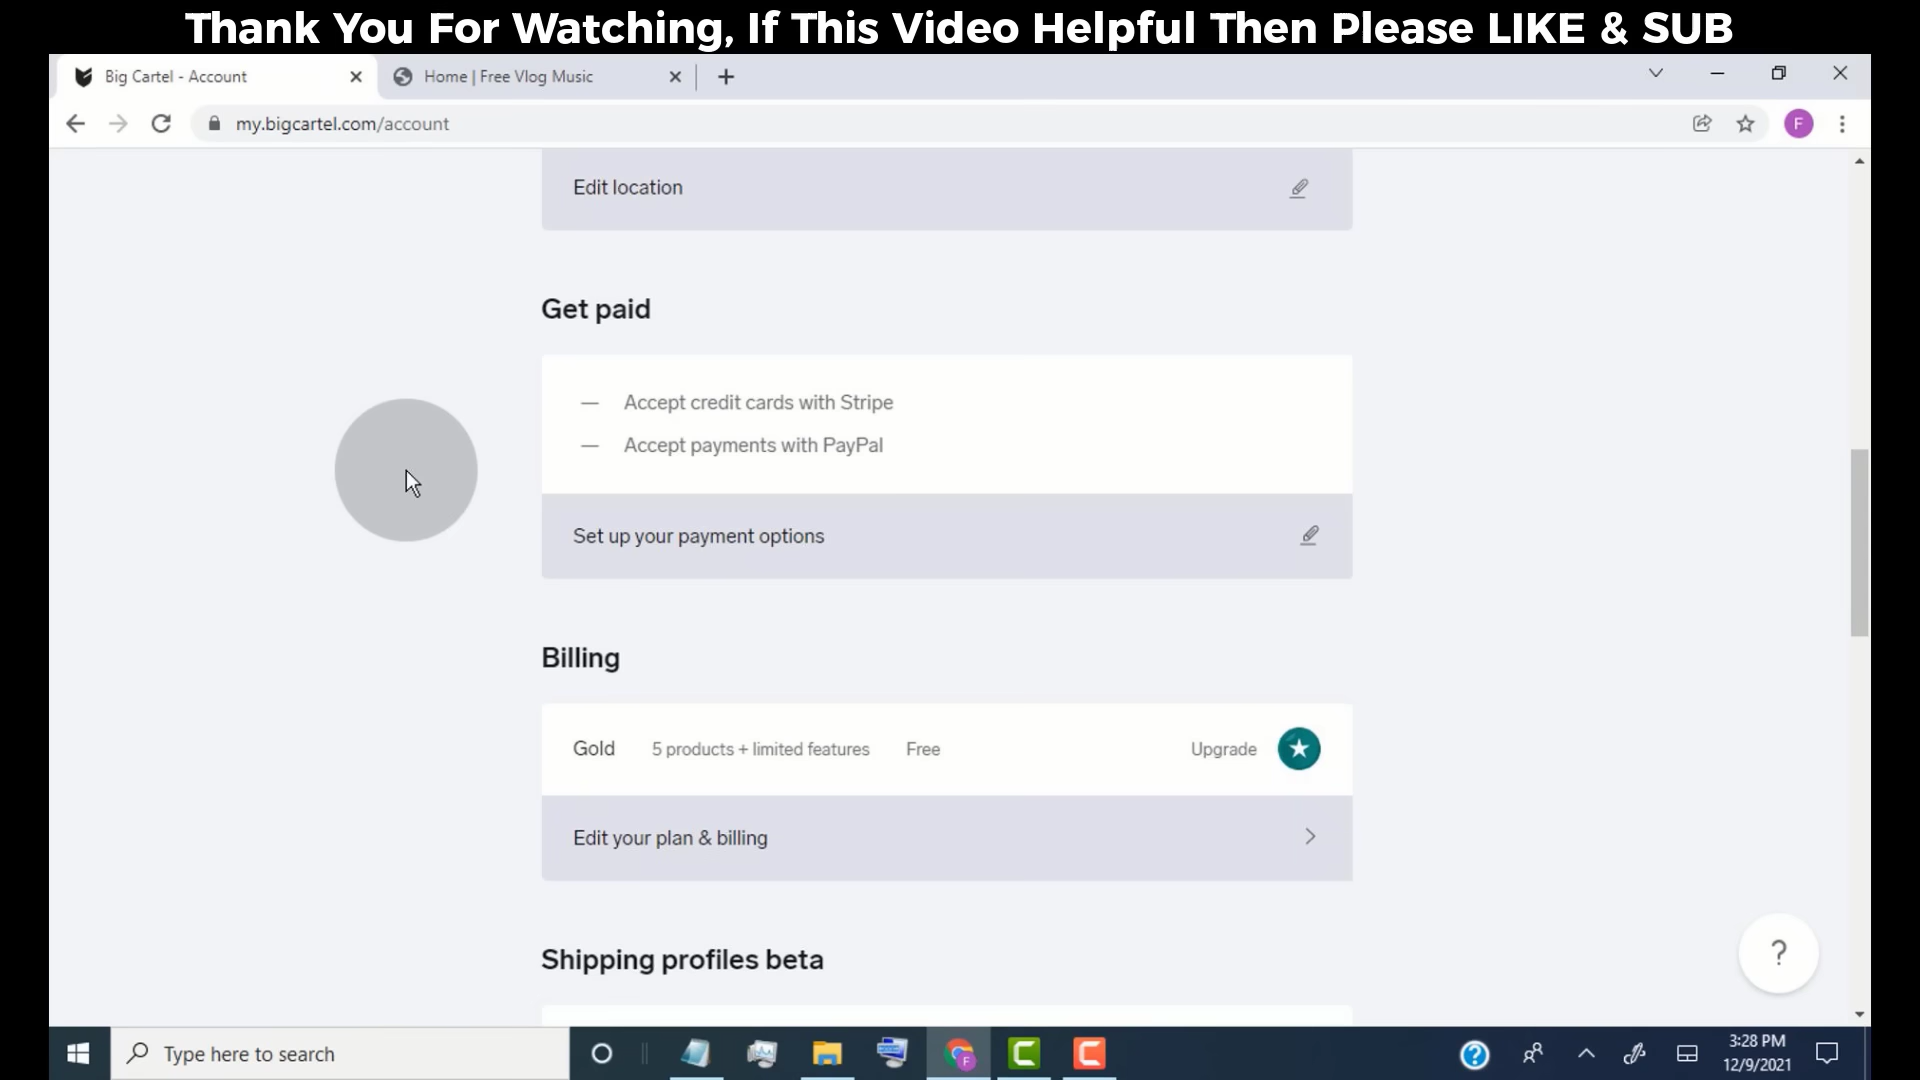 Thank You For Watching, If This Video Helpful Then Please LIKE & SUB
Big Cartel - Account
Home | Free Vlog Music
my.bigcartel.com/account
F
Edit location
Get paid
— Accept credit cards with Stripe
— Accept payments with PayPal
Set up your payment options
Billing
Gold 5 products + limited features Free Upgrade
Edit your plan & billing
Shipping profiles beta
?
Type here to search
3:28 PM
12/9/2021